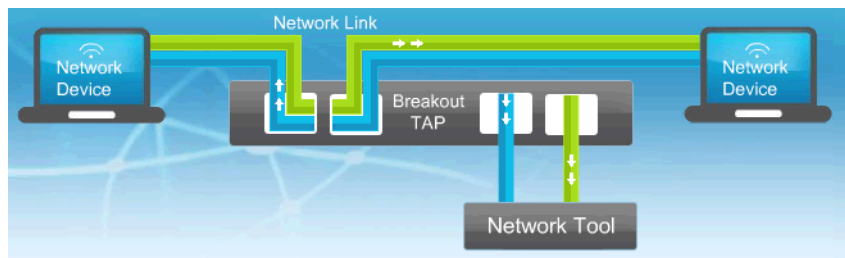 Network Link
Network
Device
Network
Device
Breakout
TAP
Network Tool